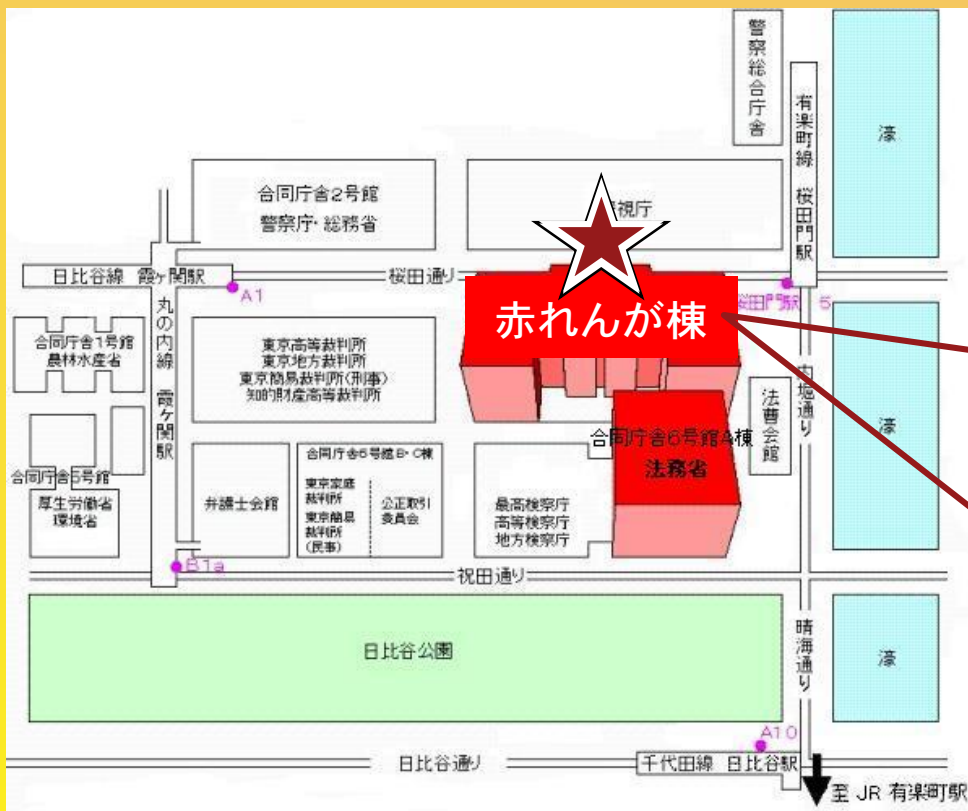 警察総合庁舎
有楽町線 桜田門駅
濠
合同庁舎2号館
警察庁・総務省
視庁
日比谷線 霞ヶ関駅
桜田通り
A1
桜田門駅 5
赤れんが棟
丸の内線 霞ヶ関駅
合同庁舎1号館
農林水産省
東京高等裁判所
東京地方裁判所
東京簡易裁判所(刑事)
知的財産高等裁判所
内堀通り
濠
法曹会館
合同庁舎6号館A棟
法務省
合同庁舎5号館
厚生労働省
環境省
弁護士会館
合同庁舎6号館B・C棟
東京家庭
裁判所
東京簡易
裁判所
(民事)
公正取引
委員会
最高検察庁
高等検察庁
地方検察庁
B1a
祝田通り
日比谷公園
晴海通り
濠
A10
日比谷通り
千代田線 日比谷駅
至 JR 有楽町駅